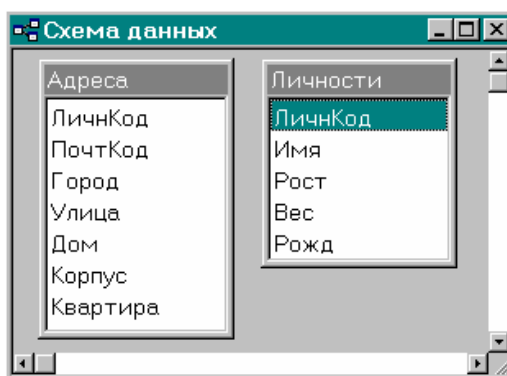 Схема данных
Адреса
ЛичнКод
ПочтКод
Город
Улица
Дом
Корпус
Квартира
Личности
ЛичнКод
Имя
Рост
Вес
Рожд